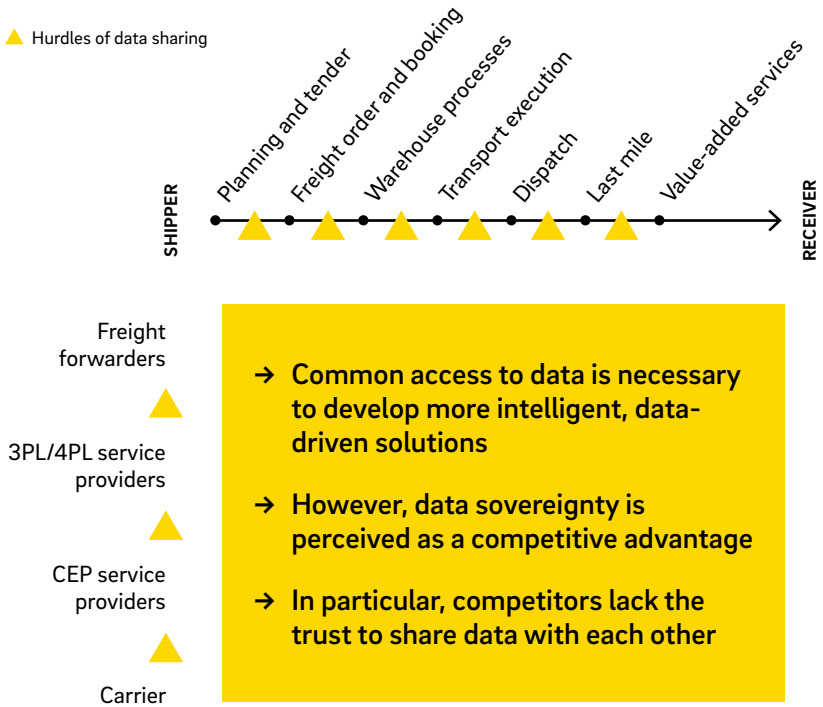 Hurdles of data sharing
Planning and tender
Freight order and booking
Warehouse processes
Transport execution
Dispatch
Last mile
Value-added services
SHIPPER
RECEIVER
Freight
forwarders
3PL/4PL service
providers
CEP service
providers
Carrier
→ Common access to data is necessary
to develop more intelligent, data-
driven solutions
→ However, data sovereignty is
perceived as a competitive advantage
→ In particular, competitors lack the
trust to share data with each other